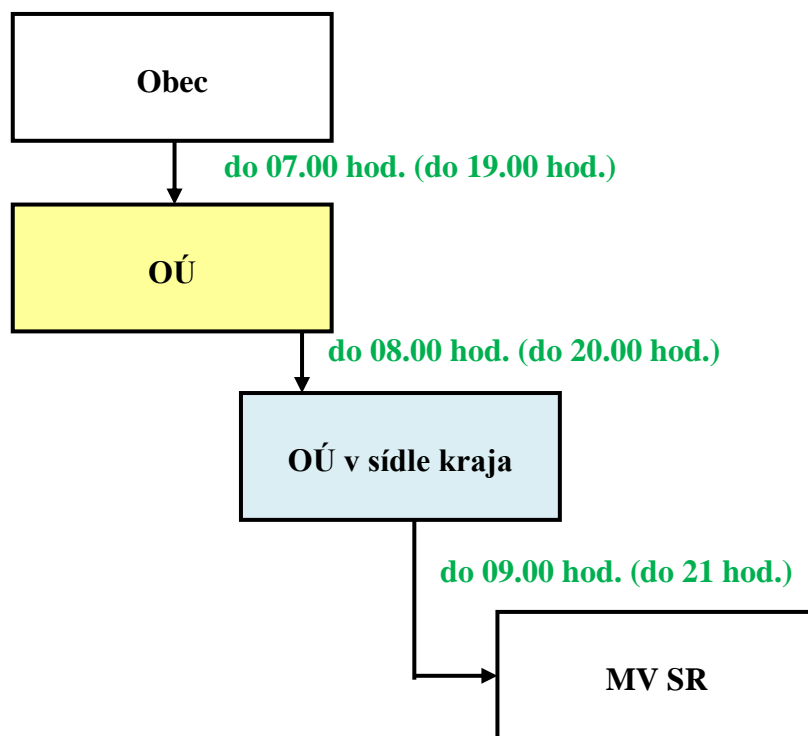 Obec
do 07.00 hod. (do 19.00 hod.)
OÚ
do 08.00 hod. (do 20.00 hod.)
OÚ v sídle kraja
do 09.00 hod. (do 21 hod.)
MV SR